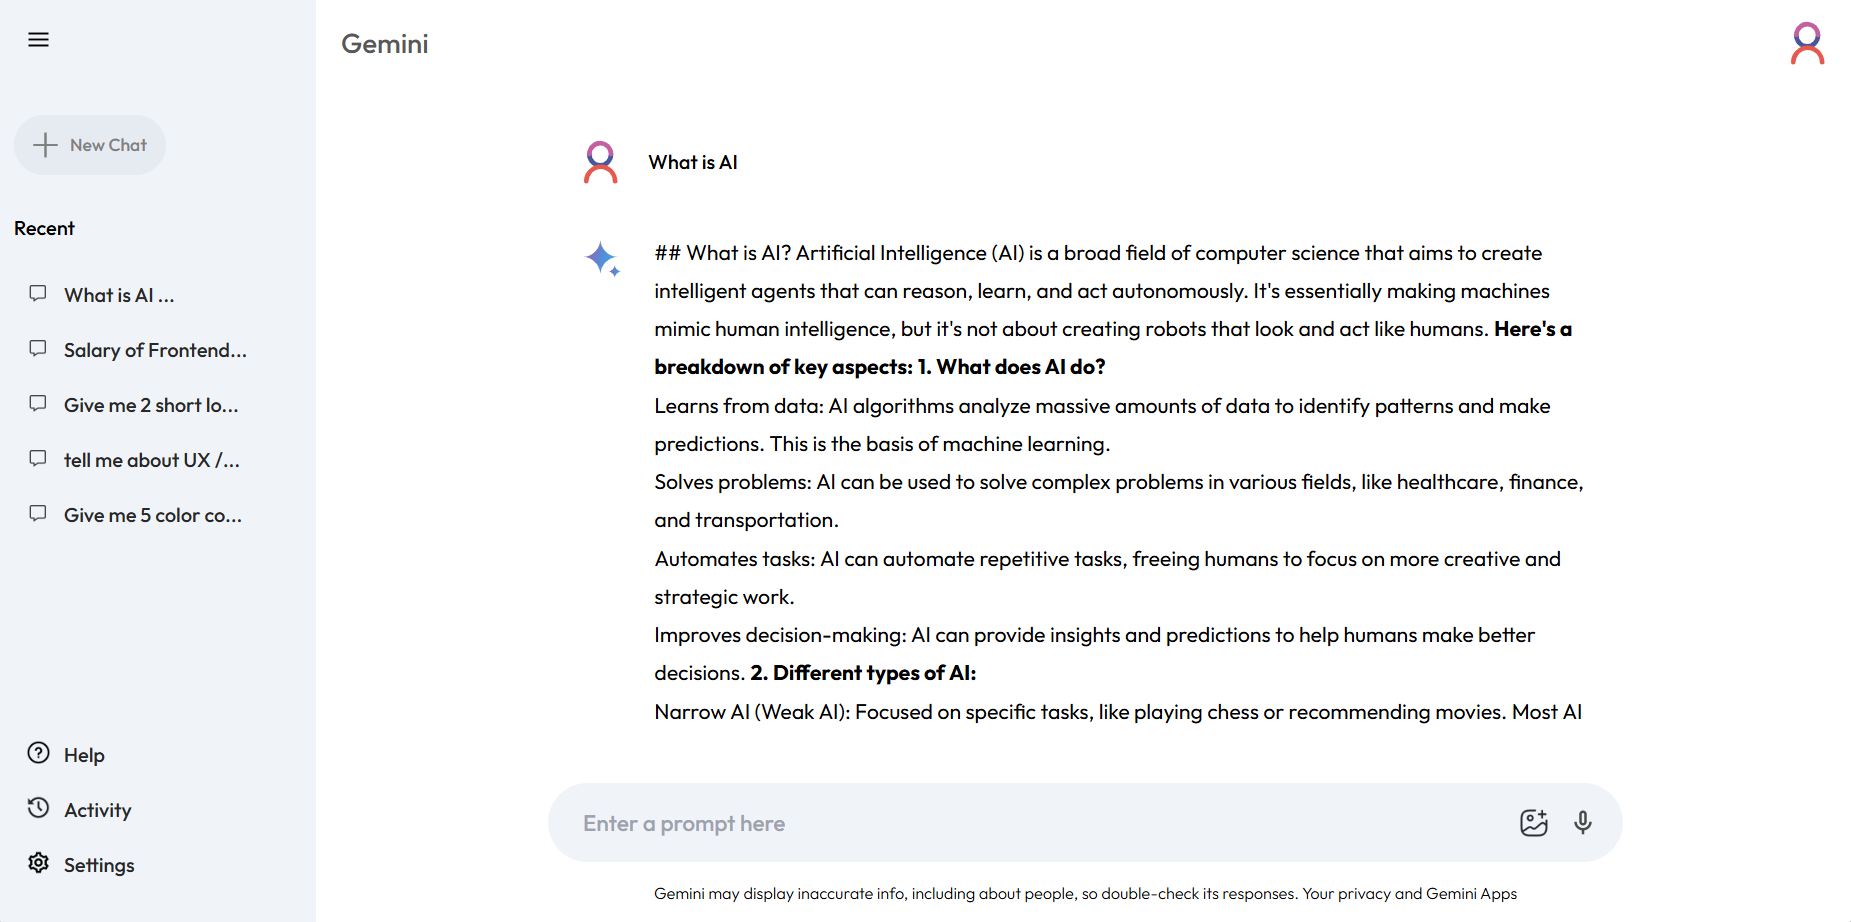 Gemini
New Chat
Recent
What is AI ...
Salary of Frontend...
Give me 2 short lo...
tell me about UX /...
Give me 5 color co...
Help
Activity
Settings
What is AI
## What is AI? Artificial Intelligence (AI) is a broad field of computer science that aims to create
intelligent agents that can reason, learn, and act autonomously. It's essentially making machines
mimic human intelligence, but it's not about creating robots that look and act like humans. Here's a
breakdown of key aspects: 1. What does AI do?
Learns from data: AI algorithms analyze massive amounts of data to identify patterns and make
predictions. This is the basis of machine learning.
Solves problems: AI can be used to solve complex problems in various fields, like healthcare, finance,
and transportation.
Automates tasks: AI can automate repetitive tasks, freeing humans to focus on more creative and
strategic work.
Improves decision-making: AI can provide insights and predictions to help humans make better
decisions. 2. Different types of AI:
Narrow AI (Weak AI): Focused on specific tasks, like playing chess or recommending movies. Most AI
Enter a prompt here
Gemini may display inaccurate info, including about people, so double-check its responses. Your privacy and Gemini Apps